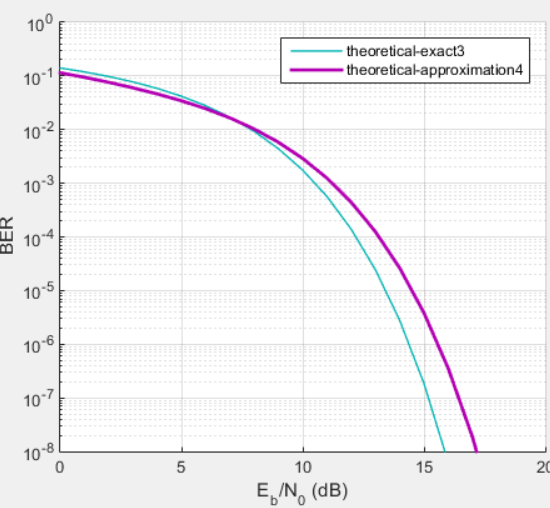 10^0
theoretical-exact3
theoretical-approximation4
10^-1
10^-2
10^-3
10^-4
BER
10^-5
10^-6
10^-7
10^-8
0 5 10 15 20
E_b/N_0 (dB)